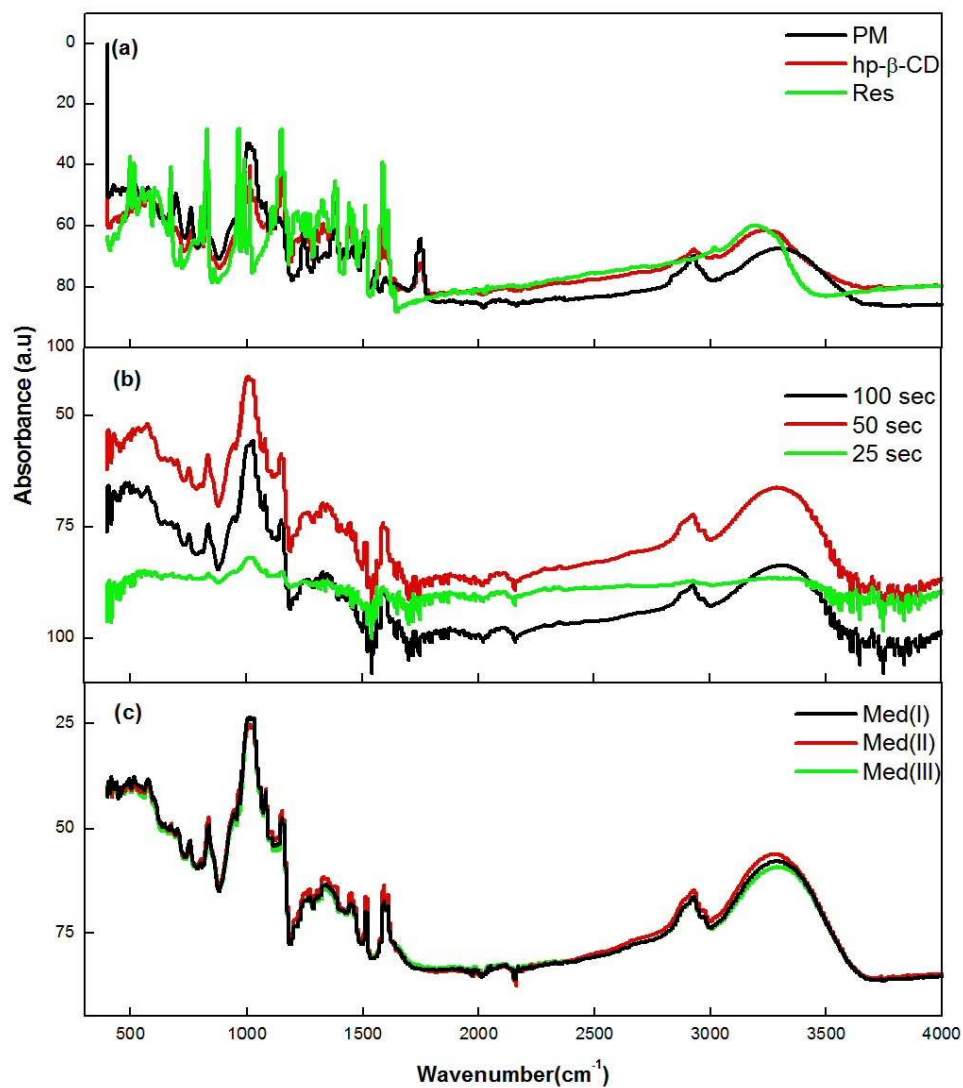 (a)
PM
hp-β-CD
Res
0
20
40
60
80
100
Absorbance (a.u)
(b)
100 sec
50 sec
25 sec
50
75
100
(c)
Med(I)
Med(II)
Med(III)
25
50
75
500 1000 1500 2000 2500 3000 3500 4000
Wavenumber(cm⁻¹)